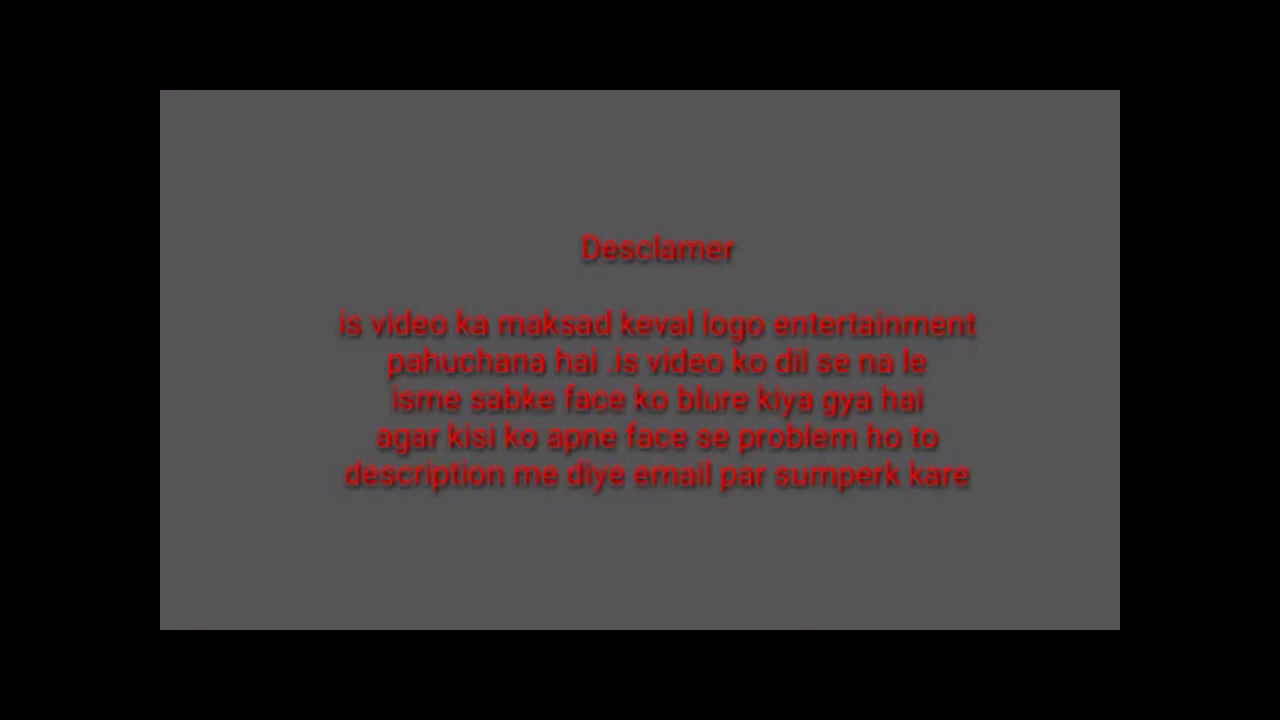 Desclamer
is video ka maksad keval logo entertainment
pahuchana hai .is video ko dil se na le
isme sabke face ko blure kiya gya hai
agar kisi ko apne face se problem ho to
description me diye email par sumperk kare